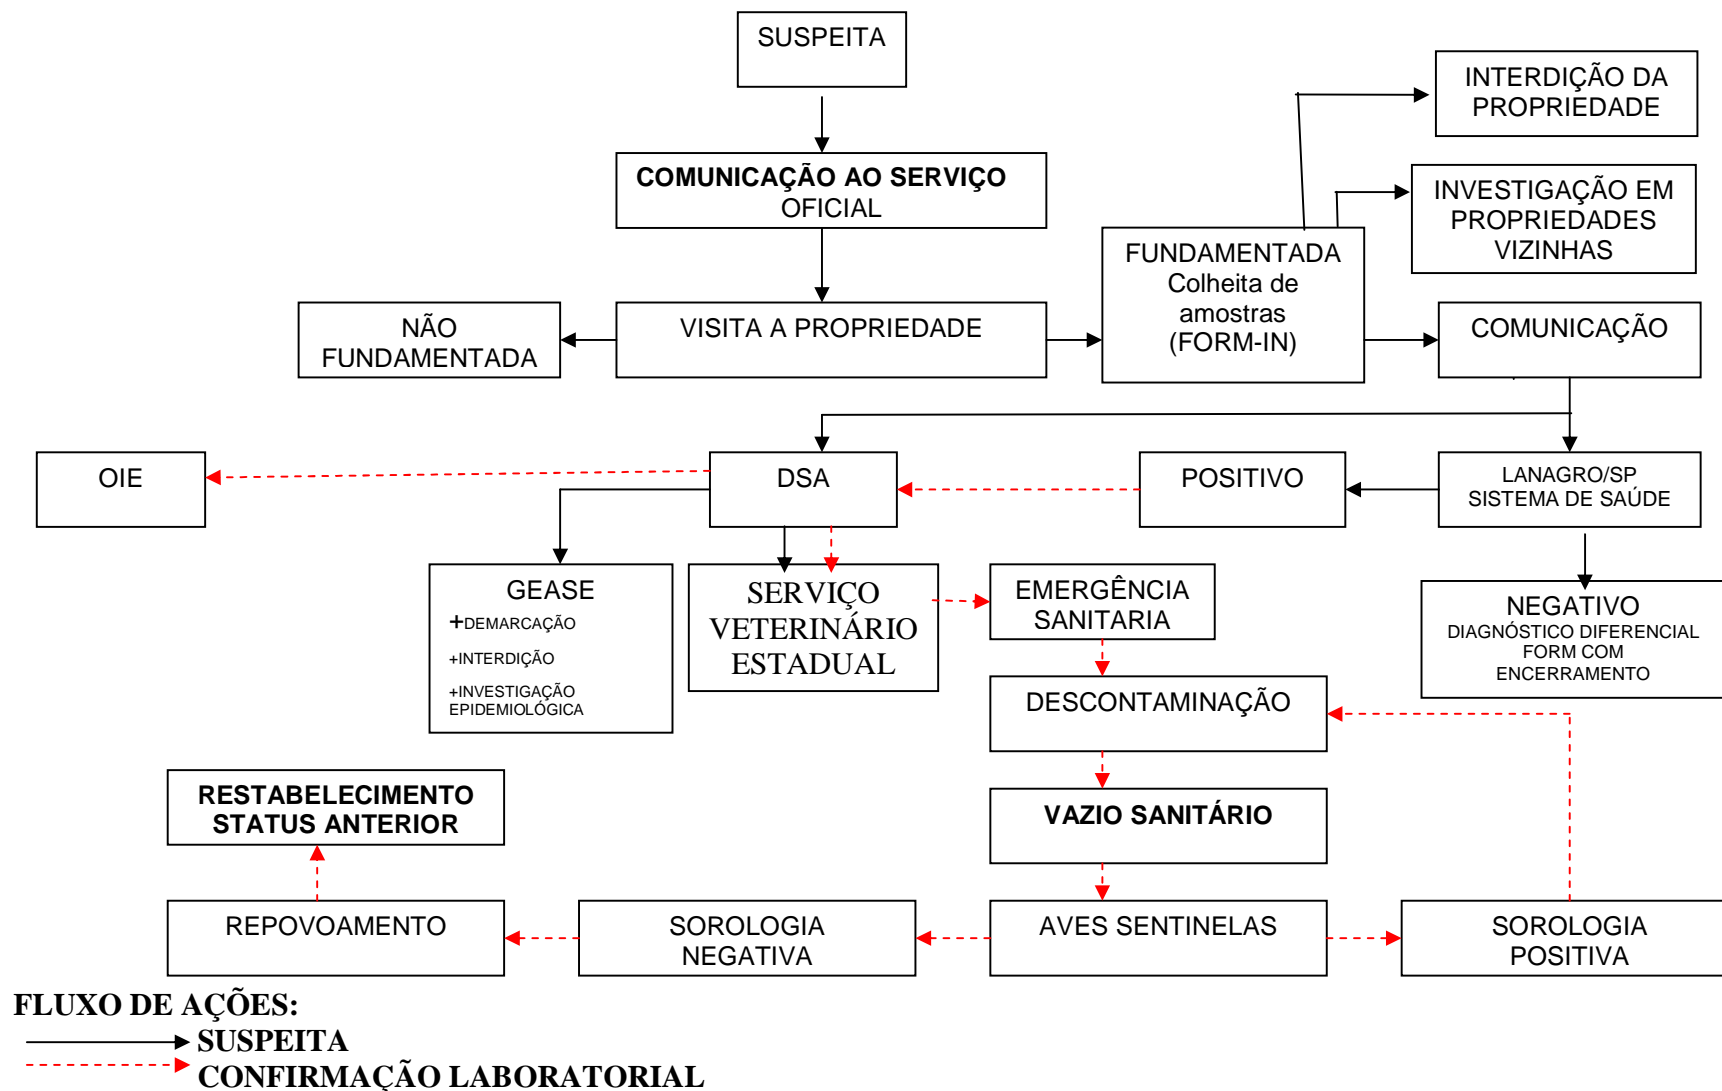 SUSPEITA
INTERDIÇÃO DA
PROPRIEDADE
COMUNICAÇÃO AO SERVIÇO
OFICIAL
INVESTIGAÇÃO EM
PROPRIEDADES
VIZINHAS
FUNDAMENTADA
Colheita de
amostras
(FORM-IN)
NÃO
FUNDAMENTADA
VISITA A PROPRIEDADE
COMUNICAÇÃO
OIE
DSA
POSITIVO
LANAGRO/SP
SISTEMA DE SAÚDE
GEASE
+DEMARCAÇÃO
+INTERDIÇÃO
+INVESTIGAÇÃO
EPIDEMIOLÓGICA
SERVIÇO
VETERINÁRIO
ESTADUAL
EMERGÊNCIA
SANITARIA
NEGATIVO
DIAGNÓSTICO DIFERENCIAL
FORM COM
ENCERRAMENTO
DESCONTAMINAÇÃO
RESTABELECIMENTO
STATUS ANTERIOR
VAZIO SANITÁRIO
REPOVOAMENTO
SOROLOGIA
NEGATIVA
AVES SENTINELAS
SOROLOGIA
POSITIVA
FLUXO DE AÇÕES:
SUSPEITA
CONFIRMAÇÃO LABORATORIAL